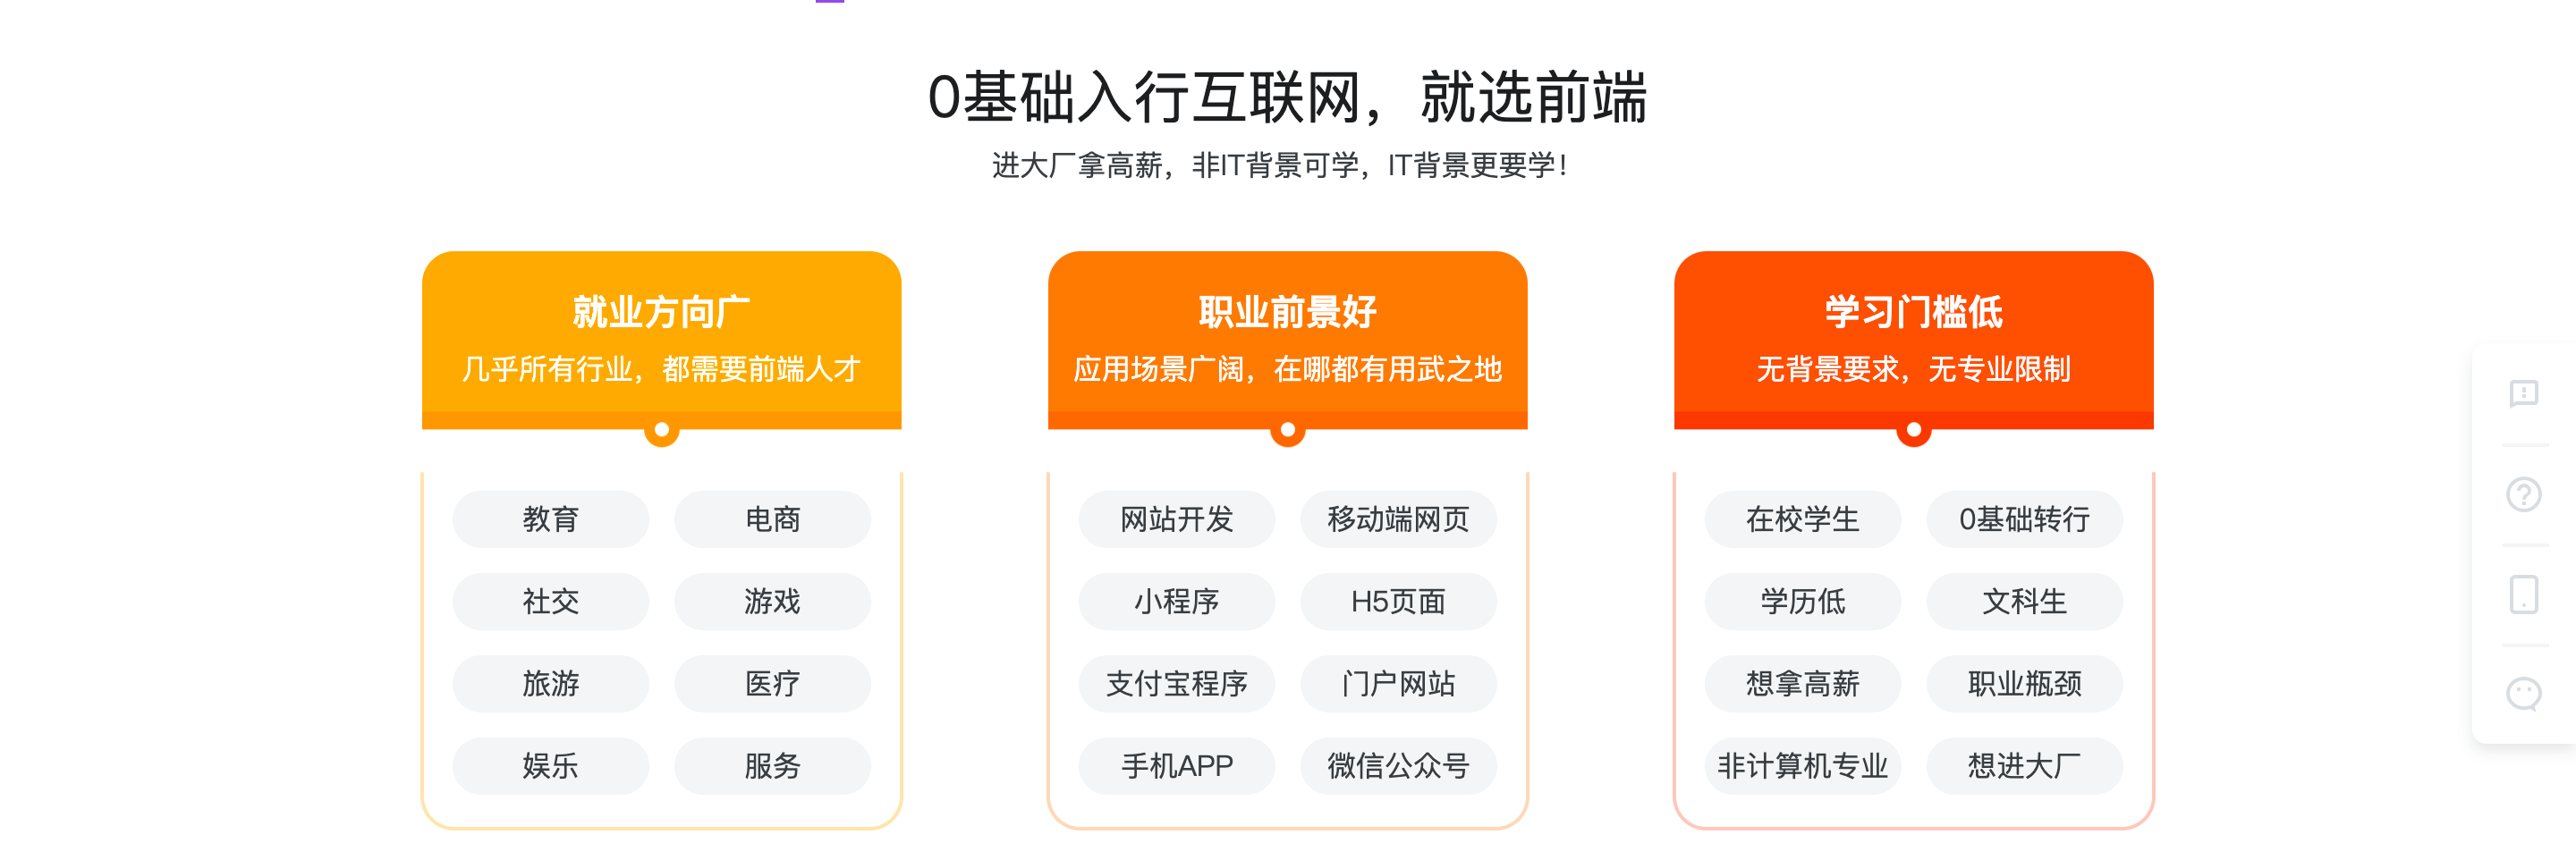 0基础入行互联网，就选前端
进大厂拿高薪，非IT背景可学，IT背景更要学！
就业方向广
几乎所有行业，都需要前端人才
教育 电商
社交 游戏
旅游 医疗
娱乐 服务
职业前景好
应用场景广阔，在哪都有用武之地
网站开发 移动端网页
小程序 H5页面
支付宝程序 门户网站
手机APP 微信公众号
学习门槛低
无背景要求，无专业限制
在校学生 0基础转行
学历低 文科生
想拿高薪 职业瓶颈
非计算机专业 想进大厂